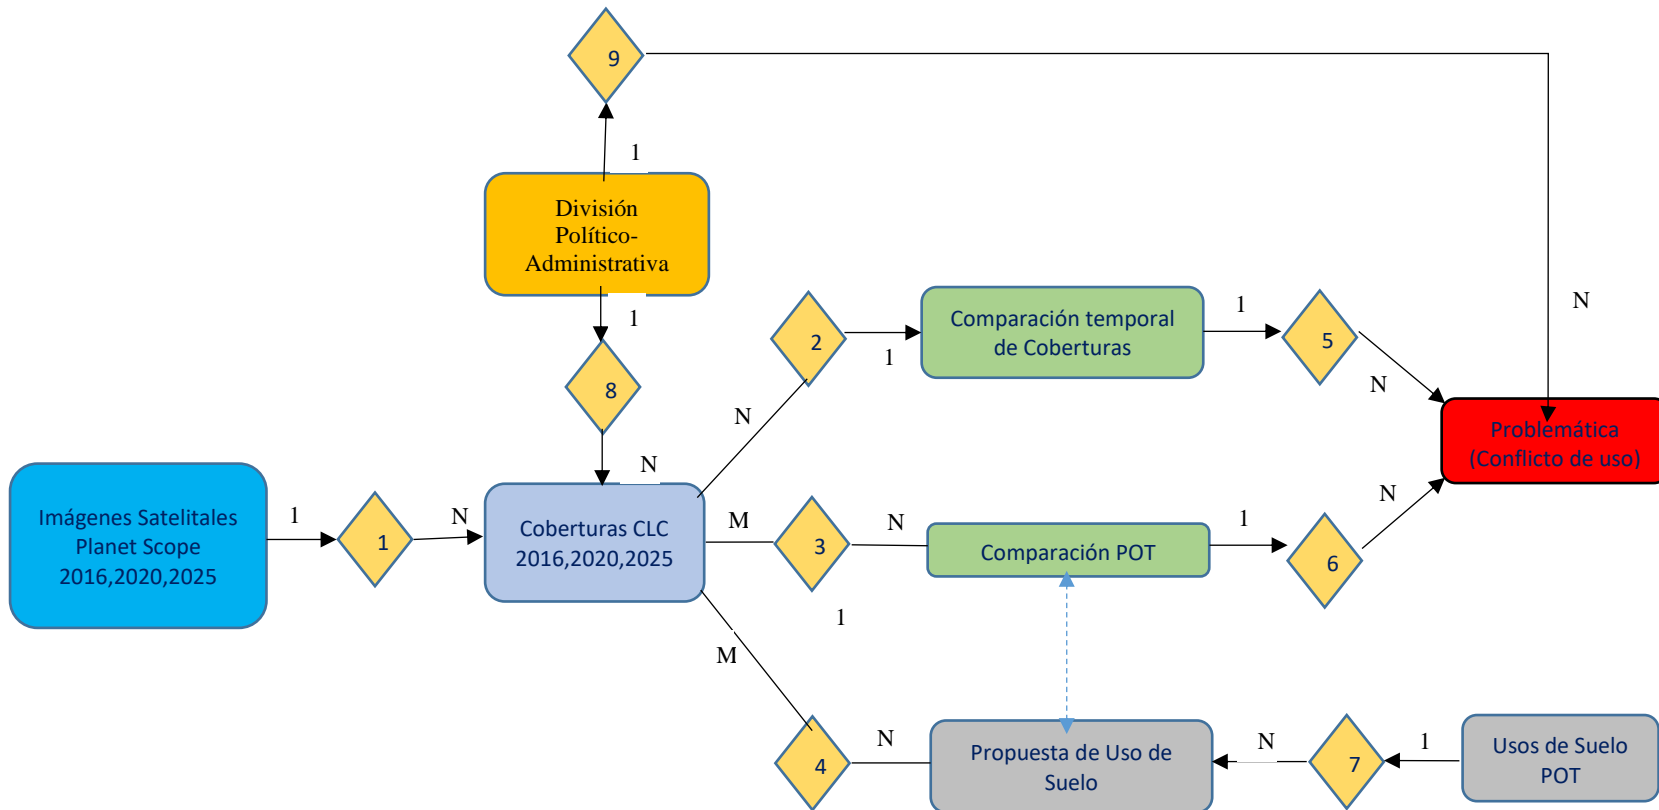 9
1
División
Político-
Administrativa
1
N
8
2
1
Comparación temporal
de Coberturas
1
5
N
N
N
Problemática
(Conflicto de uso)
Imágenes Satelitales
Planet Scope
2016,2020,2025
1
1
N
Coberturas CLC
2016,2020,2025
M
3
N
Comparación POT
1
6
N
1
M
4
N
Propuesta de Uso de
Suelo
N
7
1
Usos de Suelo
POT